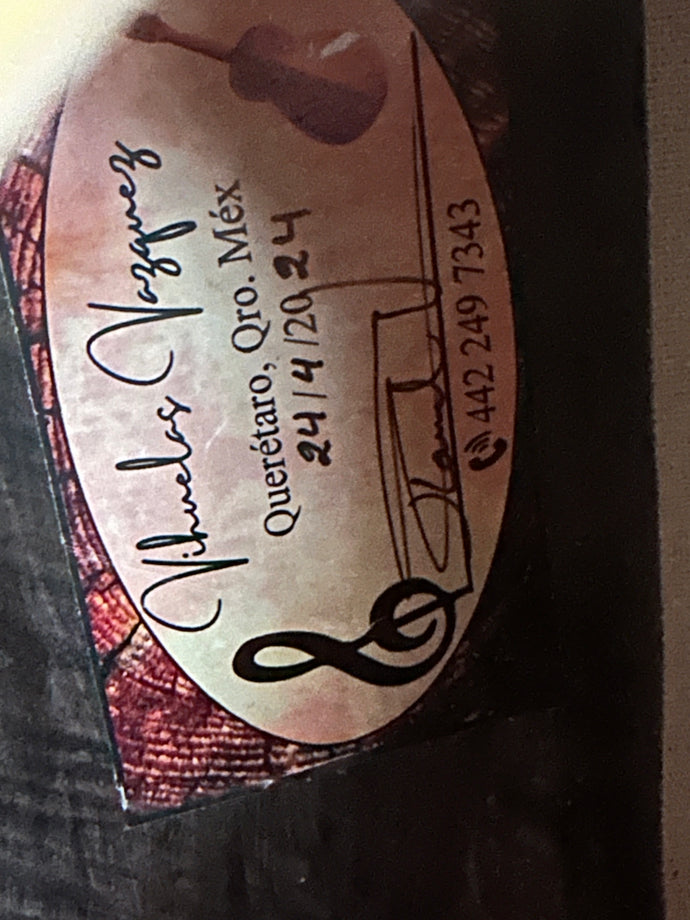 Vihuelas Vazquez
Querétaro, Qro. Méx
24/4/2024
442 249 7343